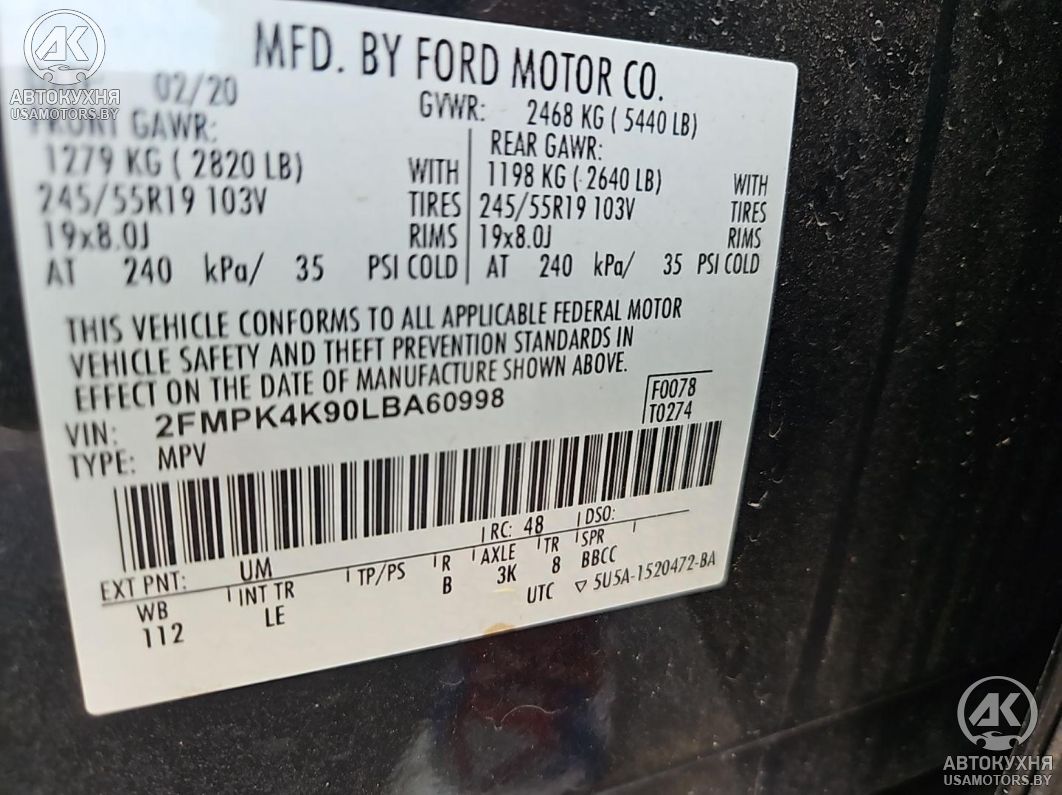 AK
АВТОКУХНЯ
USAMOTORS.BY
MFD. BY FORD MOTOR CO.
02/20
GVWR: 2468 KG ( 5440 LB)
FRONT GAWR:
1279 KG ( 2820 LB) WITH
245/55R19 103V TIRES
19x8.0J RIMS
AT 240 kPa/ 35 PSI COLD
REAR GAWR:
1198 KG ( 2640 LB) WITH
245/55R19 103V TIRES
19x8.0J RIMS
AT 240 kPa/ 35 PSI COLD
THIS VEHICLE CONFORMS TO ALL APPLICABLE FEDERAL MOTOR
VEHICLE SAFETY AND THEFT PREVENTION STANDARDS IN
EFFECT ON THE DATE OF MANUFACTURE SHOWN ABOVE.
VIN: 2FMPK4K90LBA60998
TYPE: MPV
F0078
T0274
EXT PNT: UM RC: 48 DSO:
WB INT TR TP/PS R AXLE TR SPR
112 LE B 3K 8 BBCC
UTC ▽ 5U5A-1520472-BA
AK
АВТОКУХНЯ
USAMOTORS.BY